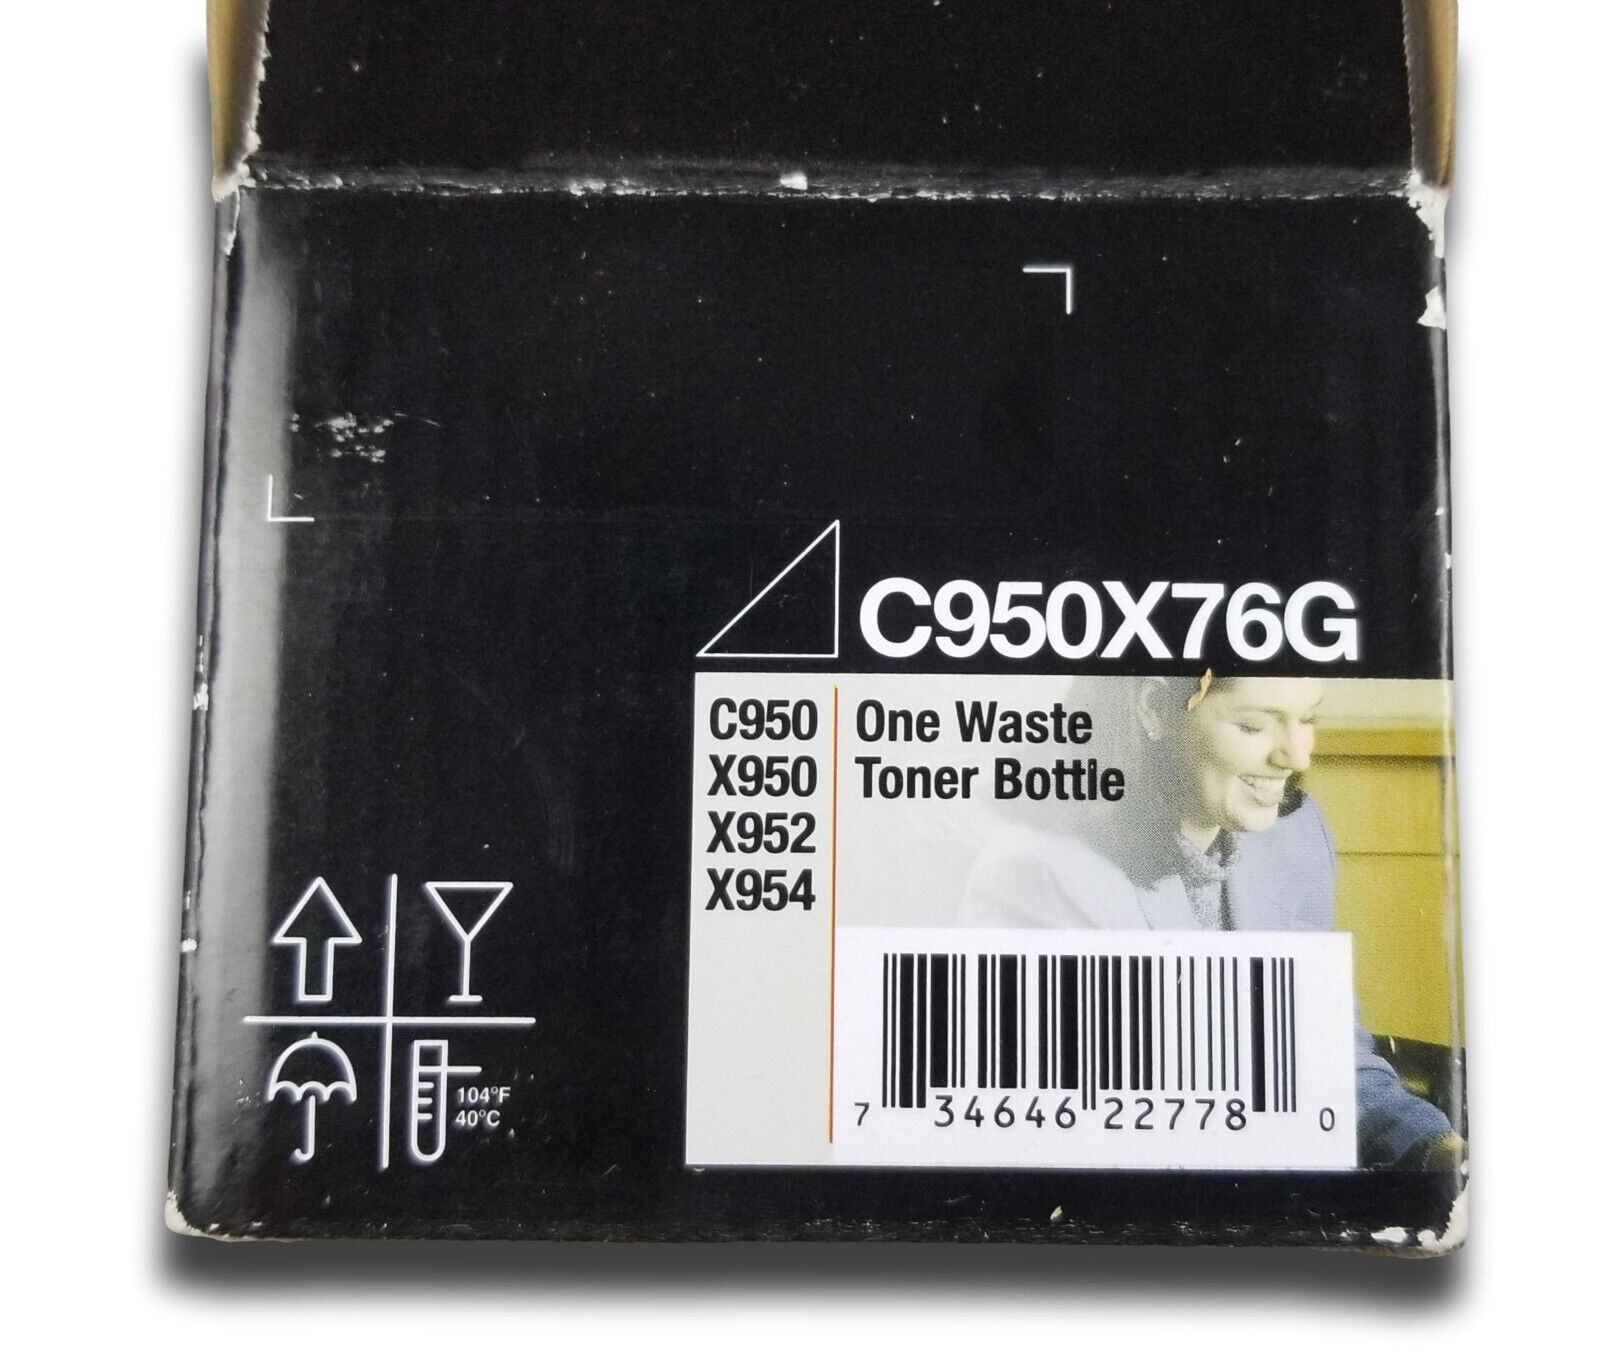 C950X76G
C950
X950
X952
X954
One Waste
Toner Bottle
104°F
40°C
7 34646 22778 0